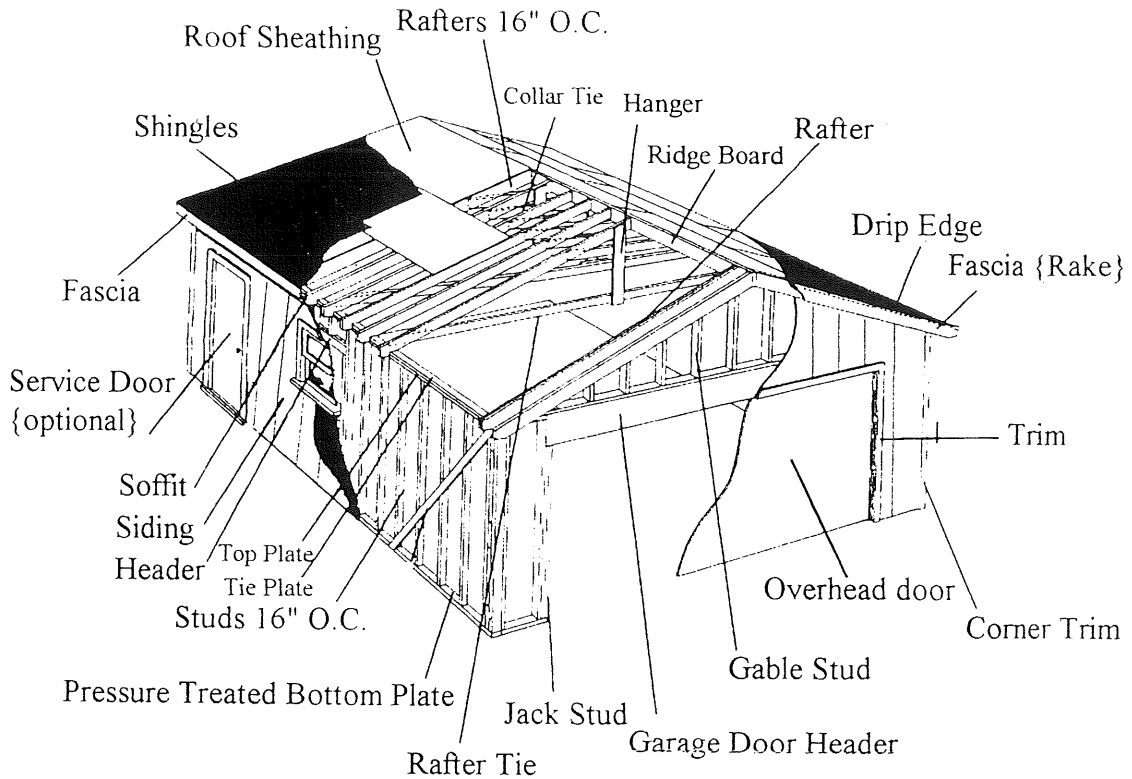 Rafters 16" O.C.
Roof Sheathing
Collar Tie
Hanger
Shingles
Rafter
Ridge Board
Drip Edge
Fascia {Rake}
Fascia
Service Door
{optional}
Trim
Soffit
Siding
Header
Top Plate
Tie Plate
Studs 16" O.C.
Overhead door
Corner Trim
Gable Stud
Pressure Treated Bottom Plate
Jack Stud
Garage Door Header
Rafter Tie